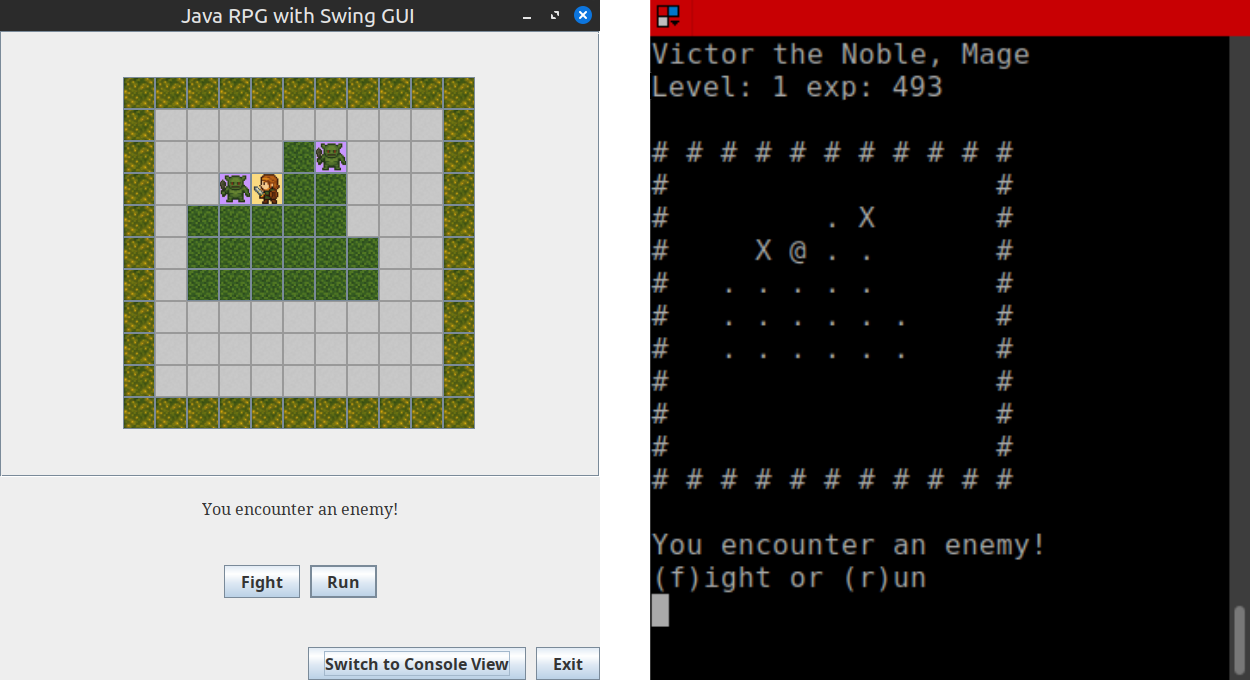 Java RPG with Swing GUI
You encounter an enemy!
Fight
Run
Switch to Console View
Exit
Victor the Noble, Mage
Level: 1 exp: 493
# # # # # # # # # # #
#                   #
#         . X       #
#     X @ . .       #
#   . . . . .       #
#   . . . . . .     #
#   . . . . . .     #
#                   #
#                   #
#                   #
# # # # # # # # # # #
You encounter an enemy!
(f)ight or (r)un